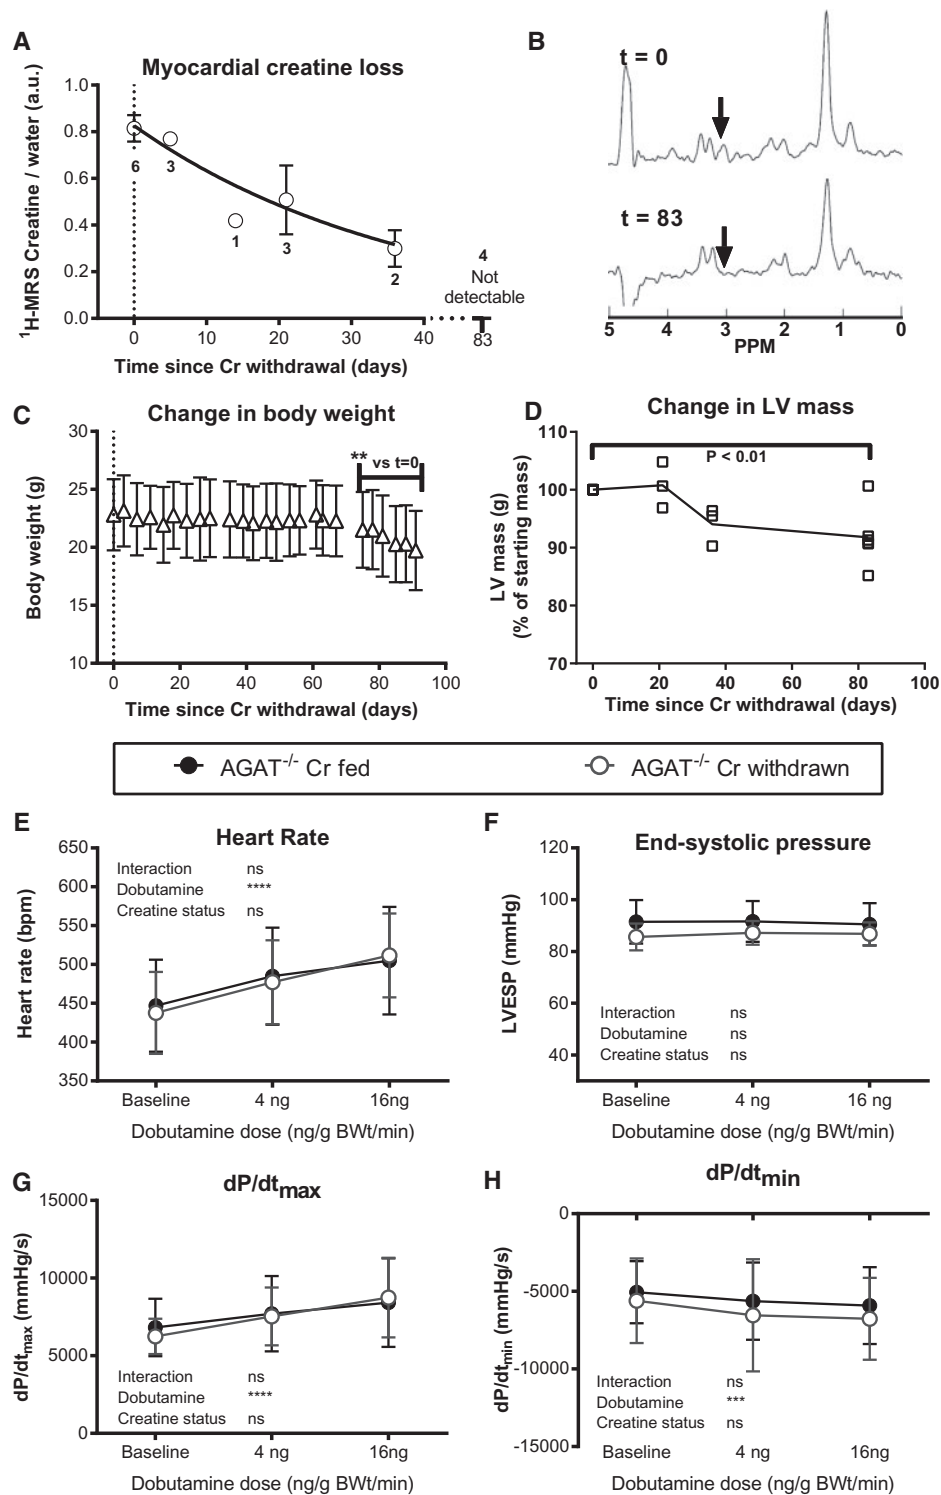 A
Myocardial creatine loss
¹H-MRS Creatine / water (a.u.)
1.0
0.8
0.6
0.4
0.2
0.0
6
3
1
3
2
4
Not
detectable
0
10
20
30
40
83
Time since Cr withdrawal (days)
B
t = 0
t = 83
5
4
3
2
1
0
PPM
C
Change in body weight
Body weight (g)
30
25
20
15
10
** vs t=0
0
20
40
60
80
100
Time since Cr withdrawal (days)
D
Change in LV mass
LV mass (g)
(% of starting mass)
110
100
90
80
70
P < 0.01
0
20
40
60
80
100
Time since Cr withdrawal (days)
AGAT⁻/⁻ Cr fed
AGAT⁻/⁻ Cr withdrawn
E
Heart Rate
Heart rate (bpm)
650
600
550
500
450
400
350
Interaction ns
Dobutamine ****
Creatine status ns
Baseline
4 ng
16ng
Dobutamine dose (ng/g BWt/min)
F
End-systolic pressure
LVESP (mmHg)
120
100
80
60
40
Interaction ns
Dobutamine ns
Creatine status ns
Baseline
4 ng
16 ng
Dobutamine dose (ng/g BWt/min)
G
dP/dtmax
dP/dtmax (mmHg/s)
15000
10000
5000
0
Interaction ns
Dobutamine ****
Creatine status ns
Baseline
4 ng
16ng
Dobutamine dose (ng/g BWt/min)
H
dP/dtmin
dP/dtmin (mmHg/s)
0
-5000
-10000
-15000
Interaction ns
Dobutamine ***
Creatine status ns
Baseline
4 ng
16ng
Dobutamine dose (ng/g BWt/min)